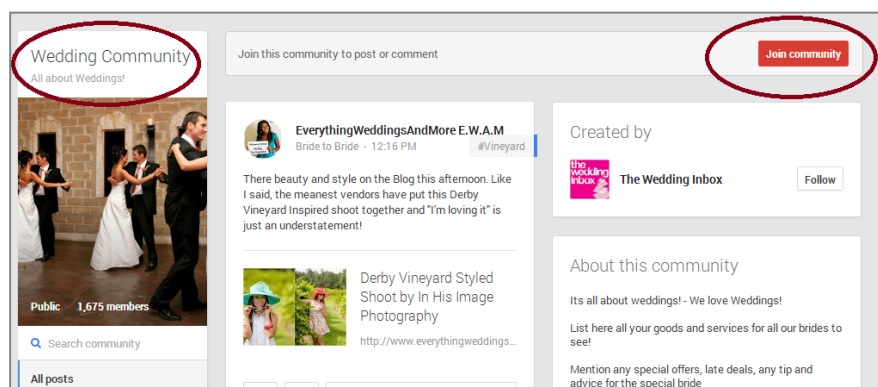 Wedding Community
All about Weddings!
Public 1,675 members
Search community
All posts
Join this community to post or comment
Join community
EverythingWeddingsAndMore E.W.A.M
Bride to Bride - 12:16 PM
#Vineyard
There beauty and style on the Blog this afternoon. Like
I said, the meanest vendors have put this Derby
Vineyard Inspired shoot together and "I'm loving it" is
just an understatement!
Derby Vineyard Styled
Shoot by In His Image
Photography
http://www.everythingweddings...
Created by
the
wedding
inbox
The Wedding Inbox
Follow
About this community
Its all about weddings! - We love Weddings!
List here all your goods and services for all our brides to
see!
Mention any special offers, late deals, any tip and
advice for the special bride